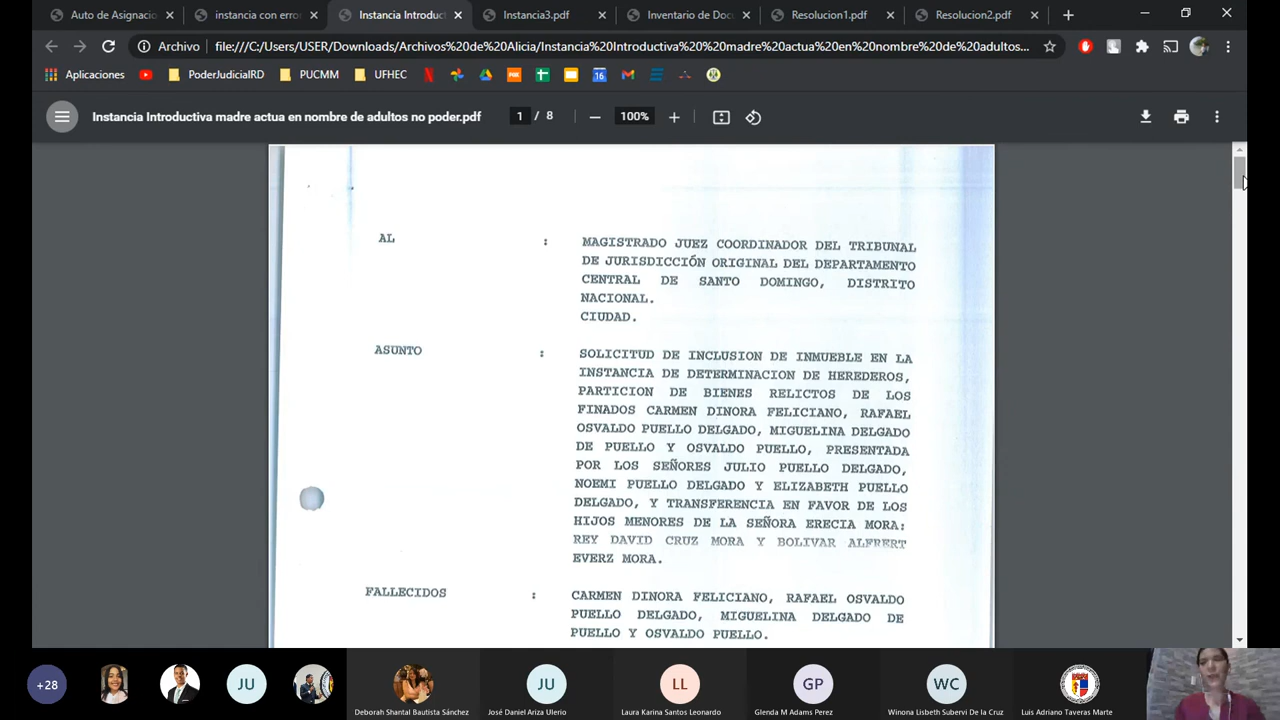 Auto de Asignacio
instancia con error
Instancia Introduct
Instancia3.pdf
Inventario de Doc
Resolucion1.pdf
Resolucion2.pdf
Archivo
file:///C:/Users/USER/Downloads/Archivos%20de%20Alicia/Instancia%20Introductiva%20%20madre%20actua%20en%20nombre%20de%20adultos...
Aplicaciones
PoderJudicialRD
PUCMM
UFHEC
16
Instancia Introductiva madre actua en nombre de adultos no poder.pdf
1 / 8
100%
AL : MAGISTRADO JUEZ COORDINADOR DEL TRIBUNAL
DE JURISDICCIÓN ORIGINAL DEL DEPARTAMENTO
CENTRAL DE SANTO DOMINGO, DISTRITO
NACIONAL.
CIUDAD.
ASUNTO : SOLICITUD DE INCLUSION DE INMUEBLE EN LA
INSTANCIA DE DETERMINACION DE HEREDEROS,
PARTICION DE BIENES RELICTOS DE LOS
FINADOS CARMEN DINORA FELICIANO, RAFAEL
OSVALDO PUELLO DELGADO, MIGUELINA DELGADO
DE PUELLO Y OSVALDO PUELLO, PRESENTADA
POR LOS SEÑORES JULIO PUELLO DELGADO,
NOEMI PUELLO DELGADO Y ELIZABETH PUELLO
DELGADO, Y TRANSFERENCIA EN FAVOR DE LOS
HIJOS MENORES DE LA SEÑORA ERECIA MORA:
REY DAVID CRUZ MORA Y BOLIVAR ALFRERT
EVERZ MORA.
FALLECIDOS : CARMEN DINORA FELICIANO, RAFAEL OSVALDO
PUELLO DELGADO, MIGUELINA DELGADO DE
PUELLO Y OSVALDO PUELLO.
+28
JU
Deborah Shantal Bautista Sánchez
JU
José Daniel Ariza Ulerio
LL
Laura Karina Santos Leonardo
GP
Glenda M Adams Perez
WC
Winona Lisbeth Subervi De la Cruz
Luis Adriano Taveras Marte